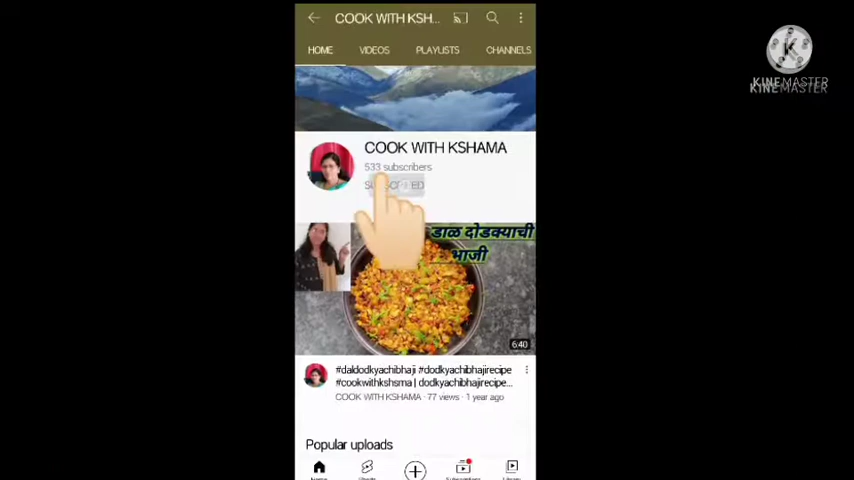 COOK WITH KSH...
HOME VIDEOS PLAYLISTS CHANNELS
COOK WITH KSHAMA
533 subscribers
डाळ दोडक्याची
भाजी
6:40
#daldodkyachibhaji #dodkyachibhajirecipe
#cookwithkshsma | dodkyachibhajirecipe...
COOK WITH KSHAMA · 77 views · 1 year ago
Popular uploads
K
KINEMASTER